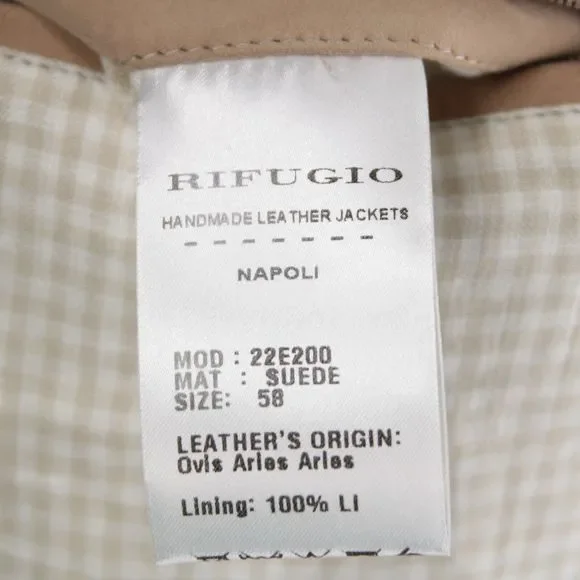 RIFUGIO
HANDMADE LEATHER JACKETS
NAPOLI
MOD : 22E200
MAT : SUEDE
SIZE: 58
LEATHER'S ORIGIN:
Ovis Aries Aries
Lining: 100% LI